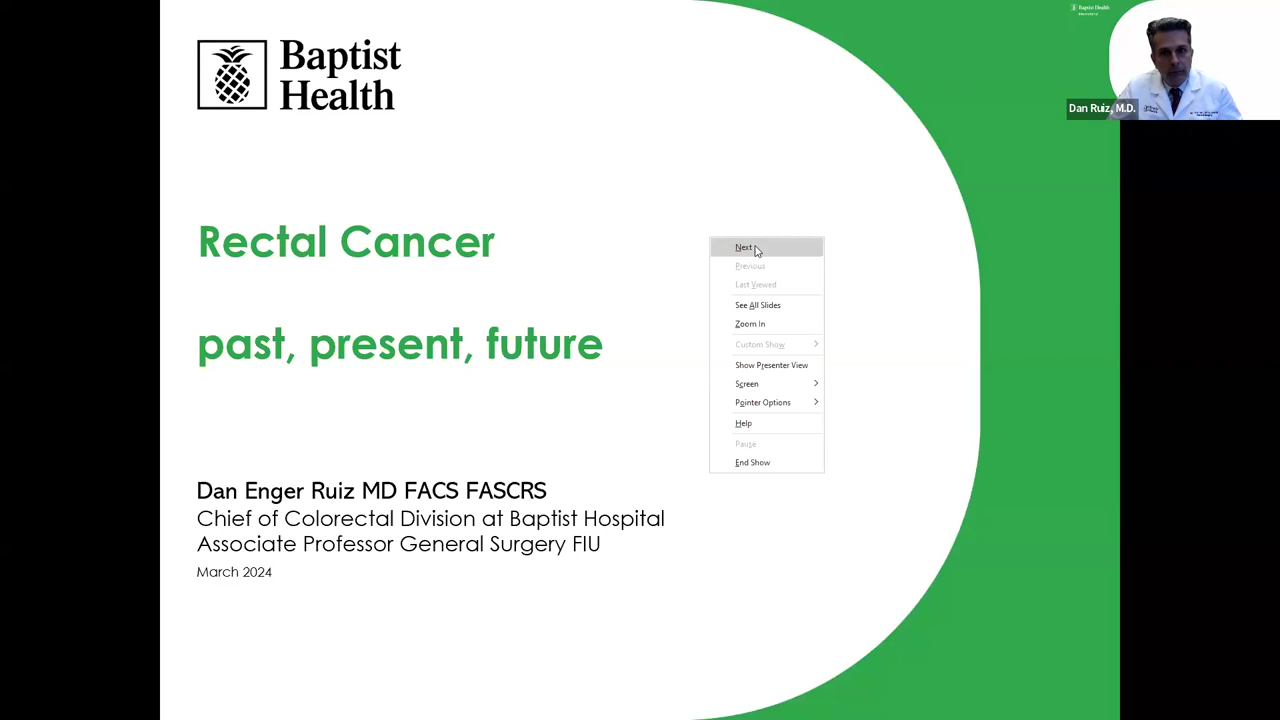 Baptist
Health
Baptist Health
Dan Ruiz, M.D.
Rectal Cancer
past, present, future
Next
Previous
Last Viewed
See All Slides
Zoom In
Custom Show
Show Presenter View
Screen
Pointer Options
Help
Pause
End Show
Dan Enger Ruiz MD FACS FASCRS
Chief of Colorectal Division at Baptist Hospital
Associate Professor General Surgery FIU
March 2024